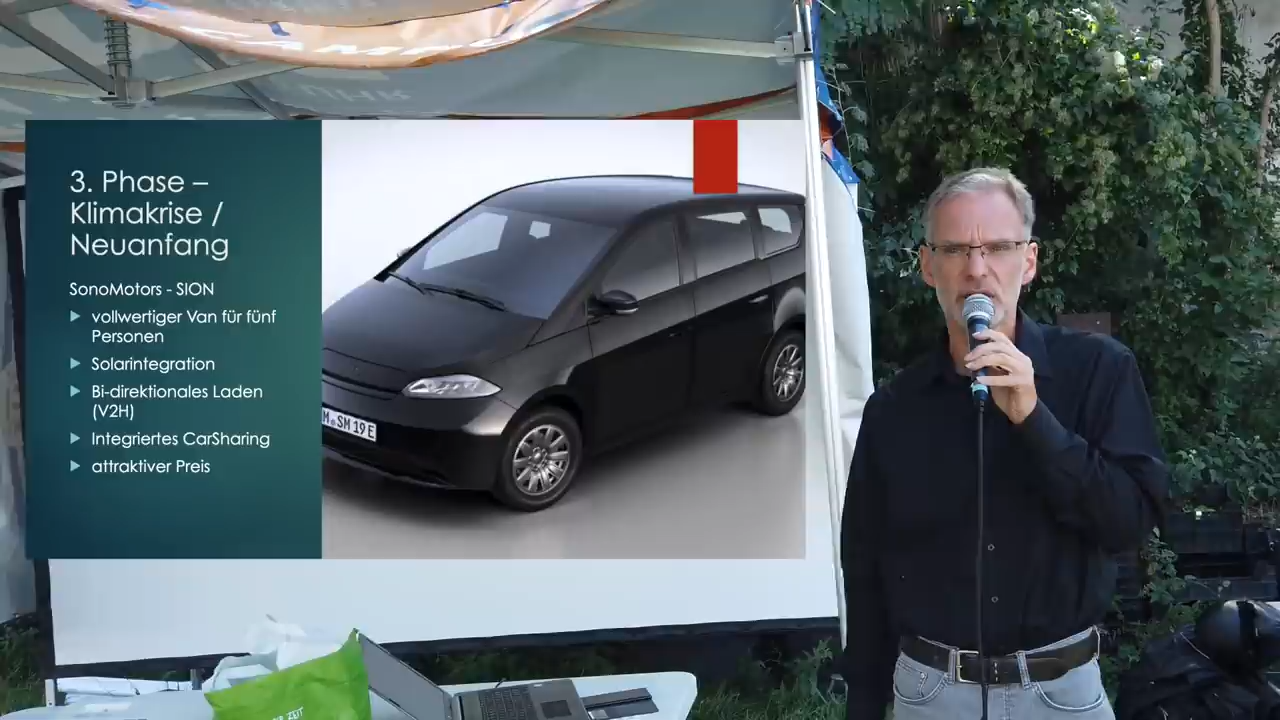 3. Phase –
Klimakrise /
Neuanfang
SonoMotors - SION
vollwertiger Van für fünf
Personen
Solarintegration
Bi-direktionales Laden
(V2H)
Integriertes CarSharing
attraktiver Preis
M SM 19 E
ZEIT